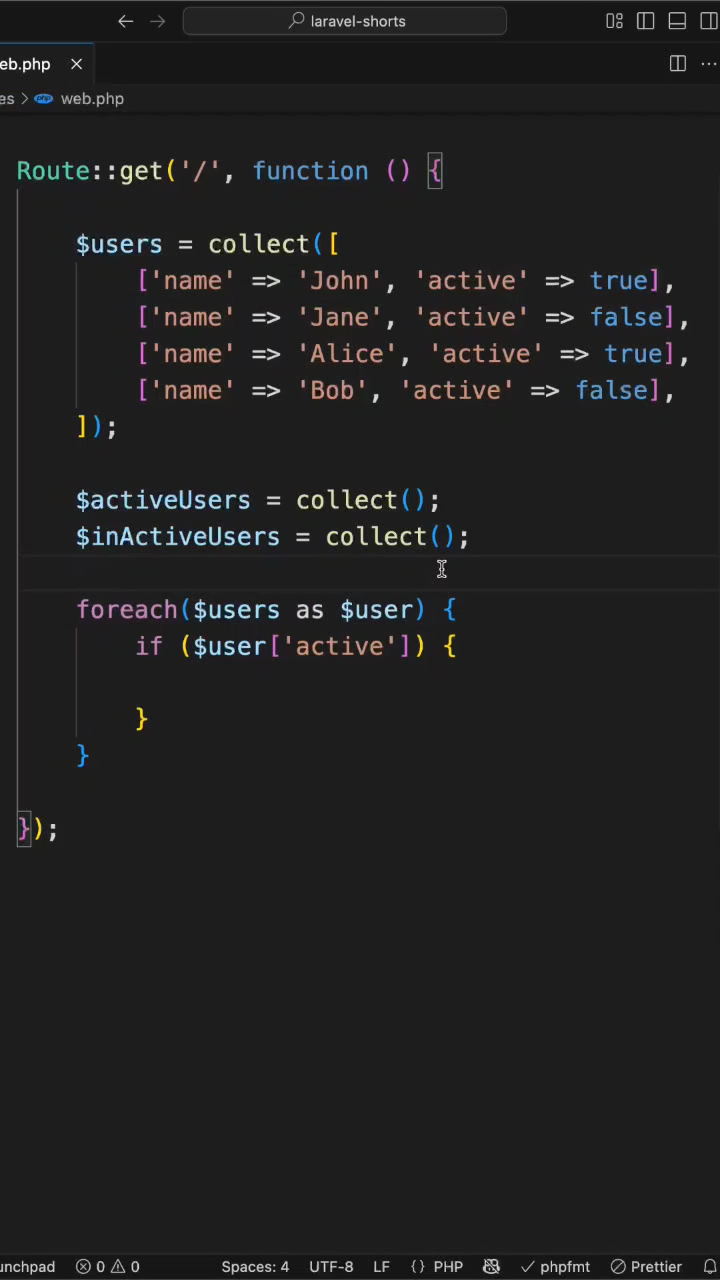 laravel-shorts
eb.php
es > web.php
Route::get('/', function () {
$users = collect([
['name' => 'John', 'active' => true],
['name' => 'Jane', 'active' => false],
['name' => 'Alice', 'active' => true],
['name' => 'Bob', 'active' => false],
]);
$activeUsers = collect();
$inActiveUsers = collect();
foreach($users as $user) {
if ($user['active']) {
}
}
});
unchpad 0 0 Spaces: 4 UTF-8 LF {} PHP phpfmt Prettier